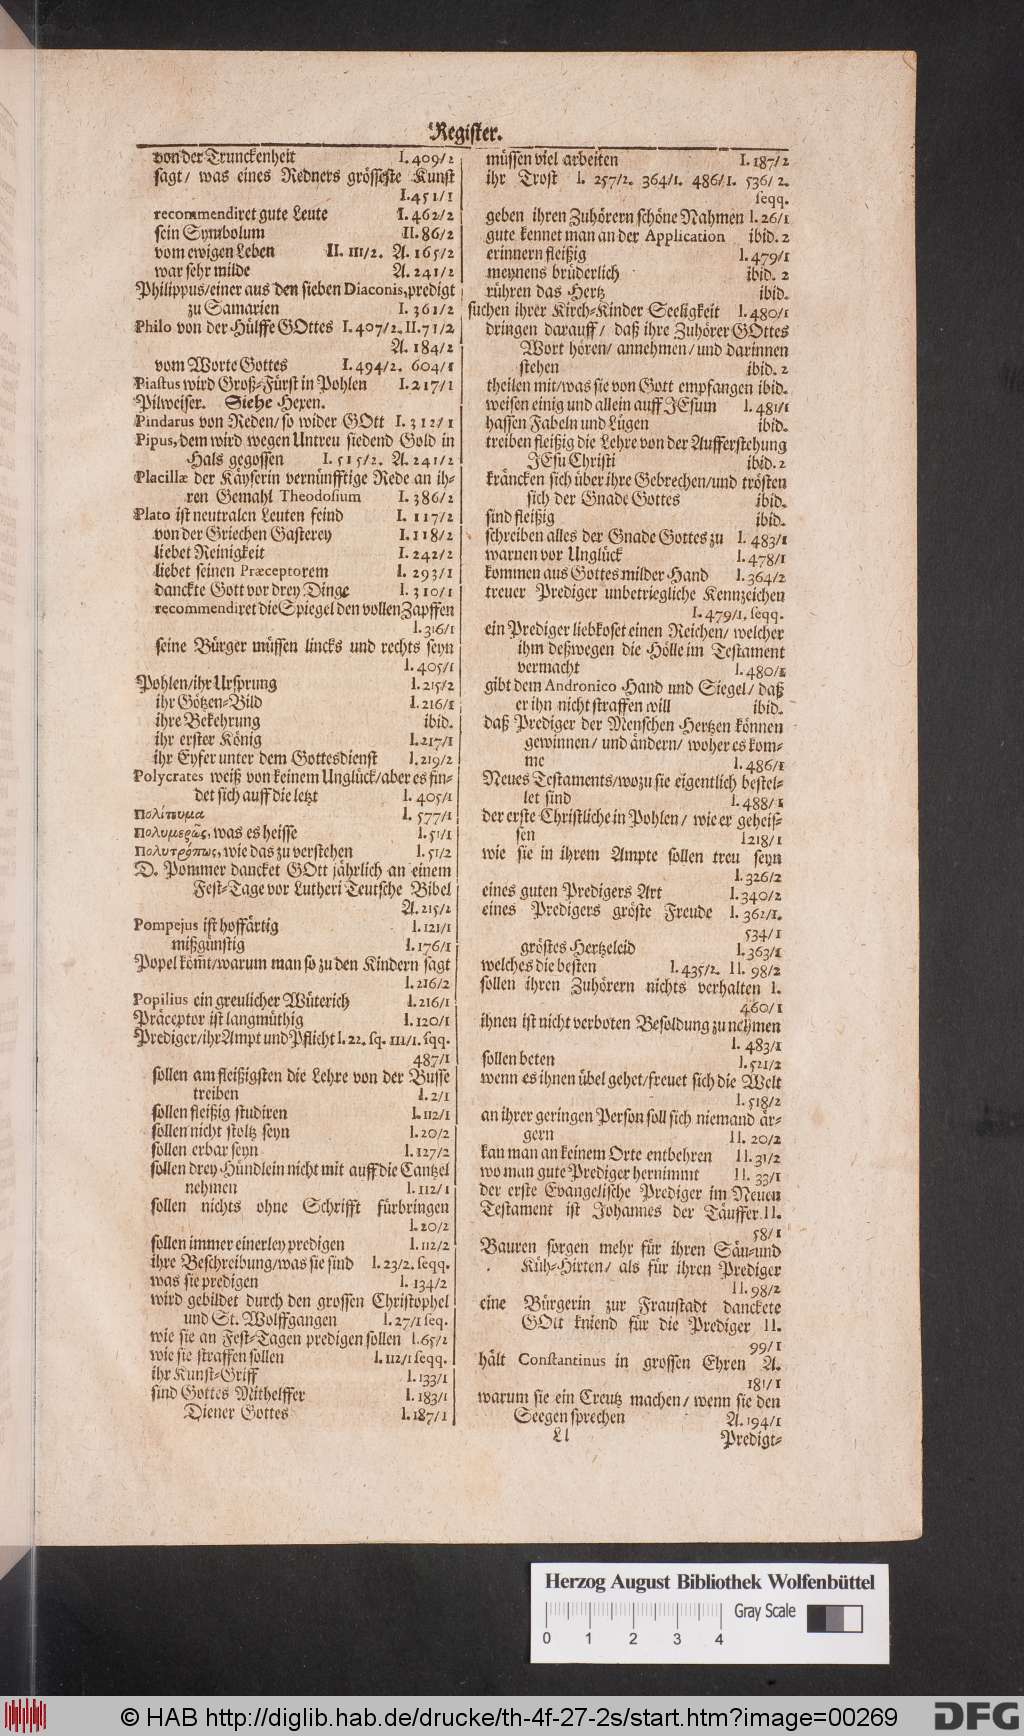 Register.
von der Trunckenheit I. 409/2
sagt/ was eines Redners grösseste Kunst
I.451/1
recommendiret gute Leute I. 462/2
sein Symbolum II. 86/2
vom ewigen Leben II. 111/2. A. 165/2
war sehr milde A. 241/2
Philippus/einer aus den sieben Diaconis,predigt
zu Samarien I. 361/2
Philo von der Hülffe GOttes I. 407/2. II. 71/2
A. 184/2
vom Worte Gottes I. 494/2. 604/1
Piastus wird Groß-Fürst in Pohlen I. 217/1
Pilweiser. Siehe Hexen.
Pindarus von Reden/ so wider GOtt I. 312/1
Pipus, dem wird wegen Untreu siedend Gold in
Hals gegossen I. 515/2. A. 241/2
Placillæ der Käyserin vernünfftige Rede an ih-
ren Gemahl Theodosium I. 386/2
Plato ist neutralen Leuten feind I. 117/2
von der Griechen Gasterey I. 118/2
liebet Reinigkeit I. 242/2
liebet seinen Præceptorem I. 293/1
danckte Gott vor drey Dinge I. 310/1
recommendiret die Spiegel den vollen Zapffen
I.316/1
seine Bürger müssen lincks und rechts seyn
I. 405/1
Pohlen/ihr Ursprung I. 215/2
ihr Götzen-Bild I. 216/1
ihre Bekehrung ibid.
ihr erster König I.217/1
ihr Eyfer unter dem Gottesdienst I. 219/2
Polycrates weiß von keinem Unglück/aber es fin-
det sich auff die letzt I. 405/1
Πολίτευμα I. 577/1
Πολυμερῶς, was es heisse I. 51/1
Πολυτρόπως, wie das zu verstehen I. 51/2
D. Pommer dancket GOtt jährlich an einem
Fest-Tage vor Lutheri Teutsche Bibel
A. 215/2
Pompejus ist hoffärtig I. 121/1
mißgünstig I. 176/1
Popel kom̃t/warum man so zu den Kindern sagt
I. 216/2
Popilius ein greulicher Wüterich I.216/1
Präceptor ist langmüthig I. 120/1
Prediger/ihr Ampt und Pflicht I. 22. sq. 111/1. sqq.
487/1
sollen am fleißigsten die Lehre von der Busse
treiben I. 2/1
sollen fleißig studiren I. 112/1
sollen nicht stoltz seyn I. 20/2
sollen erbar seyn I. 127/2
sollen drey Hündlein nicht mit auff die Cantzel
nehmen I. 112/1
sollen nichts ohne Schrifft fürbringen
I. 20/2
sollen immer einerley predigen I. 112/2
ihre Beschreibung/was sie sind I. 23/2. seqq.
was sie predigen I. 134/2
wird gebildet durch den grossen Christophel
und St. Wolffgangen I. 27/1 seq.
wie sie an Fest-Tagen predigen sollen I. 65/2
wie sie straffen sollen I. 112/1 seqq.
ihr Kunst-Griff I. 133/1
sind Gottes Mithelffer I. 183/1
Diener Gottes I. 187/1
müssen viel arbeiten I. 187/2
ihr Trost I. 257/2. 364/1. 486/1. 536/2.
seqq.
geben ihren Zuhörern schöne Nahmen I. 26/1
gute kennet man an der Application ibid. 2
erinnern fleißig I. 479/1
meynens brüderlich ibid. 2
rühren das Hertz ibid.
suchen ihrer Kirch-Kinder Seeligkeit I. 480/1
dringen darauff/ daß ihre Zuhörer GOttes
Wort hören/ annehmen/ und darinnen
stehen ibid. 2
theilen mit/was sie von Gott empfangen ibid.
weisen einig und allein auff JEsum I. 481/1
hassen Fabeln und Lügen ibid.
treiben fleißig die Lehre von der Aufferstehung
JEsu Christi ibid. 2
kräncken sich über ihre Gebrechen/und trösten
sich der Gnade Gottes ibid.
sind fleißig ibid.
schreiben alles der Gnade Gottes zu I. 483/1
warnen vor Unglück I. 478/1
kommen aus Gottes milder Hand I. 364/2
treuer Prediger unbetriegliche Kennzeichen
I. 479/1. seqq.
ein Prediger liebkoset einen Reichen/ welcher
ihm deßwegen die Hölle im Testament
vermacht I. 480/1
gibt dem Andronico Hand und Siegel/ daß
er ihn nicht straffen will ibid.
daß Prediger der Menschen Hertzen können
gewinnen/ und ändern/ woher es kom-
me I. 486/1
Neues Testaments/wozu sie eigentlich bestel-
let sind I. 488/1
der erste Christliche in Pohlen/ wie er geheis-
sen I 218/1
wie sie in ihrem Ampte sollen treu seyn
I. 326/2
eines guten Predigers Art I. 340/2
eines Predigers gröste Freude I. 362/1.
534/1
gröstes Hertzeleid I. 363/1
welches die besten I. 435/2. II. 98/2
sollen ihren Zuhörern nichts verhalten I.
460/1
ihnen ist nicht verboten Besoldung zu nehmen
I. 483/1
sollen beten I. 521/2
wenn es ihnen übel gehet/freuet sich die Welt
I. 518/2
an ihrer geringen Person soll sich niemand är-
gern II. 20/2
kan man an keinem Orte entbehren II. 31/2
wo man gute Prediger hernimmt II. 33/1
der erste Evangelische Prediger im Neuen
Testament ist Johannes der Täuffer II.
58/1
Bauren sorgen mehr für ihren Säu-und
Küh-Hirten/ als für ihren Prediger
II. 98/2
eine Bürgerin zur Fraustadt danckete
GOtt kniend für die Prediger II.
99/1
hält Constantinus in grossen Ehren A.
181/1
warum sie ein Creutz machen/ wenn sie den
Seegen sprechen A. 194/1
Ll Predigt-
Herzog August Bibliothek Wolfenbüttel
Gray Scale
0 1 2 3 4
© HAB http://diglib.hab.de/drucke/th-4f-27-2s/start.htm?image=00269
DFG